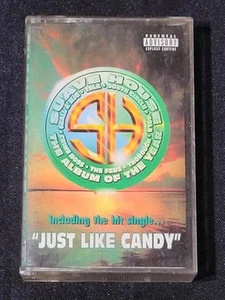 PARENTAL
ADVISORY
EXPLICIT CONTENT
SUAVE HOUSE
THE ALBUM OF THE YEAR
SH
including the hit single...
"JUST LIKE CANDY"